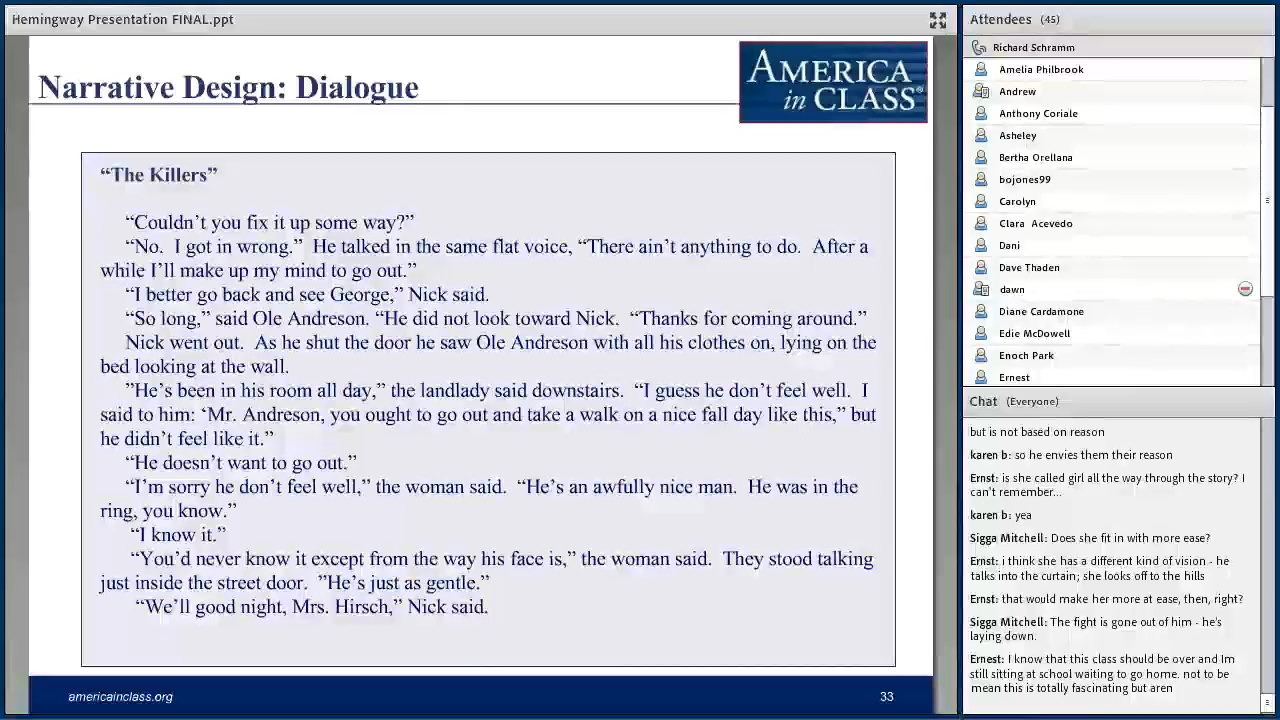 Hemingway Presentation FINAL.ppt
Narrative Design: Dialogue
AMERICA
in CLASS®
“The Killers”
“Couldn’t you fix it up some way?”
“No.  I got in wrong.”  He talked in the same flat voice, “There ain’t anything to do.  After a
while I’ll make up my mind to go out.”
“I better go back and see George,” Nick said.
“So long,” said Ole Andreson. “He did not look toward Nick.  “Thanks for coming around.”
Nick went out.  As he shut the door he saw Ole Andreson with all his clothes on, lying on the
bed looking at the wall.
”He’s been in his room all day,” the landlady said downstairs.  “I guess he don’t feel well.  I
said to him: ‘Mr. Andreson, you ought to go out and take a walk on a nice fall day like this,” but
he didn’t feel like it.”
“He doesn’t want to go out.”
“I’m sorry he don’t feel well,” the woman said.  “He’s an awfully nice man.  He was in the
ring, you know.”
“I know it.”
“You’d never know it except from the way his face is,” the woman said.  They stood talking
just inside the street door.  ”He’s just as gentle.”
“We’ll good night, Mrs. Hirsch,” Nick said.
americainclass.org
33
Attendees (45)
Richard Schramm
Amelia Philbrook
Andrew
Anthony Coriale
Asheley
Bertha Orellana
bojones99
Carolyn
Clara  Acevedo
Dani
Dave Thaden
dawn
Diane Cardamone
Edie McDowell
Enoch Park
Ernest
Chat (Everyone)
but is not based on reason
karen b: so he envies them their reason
Ernst: is she called girl all the way through the story? I
can't remember...
karen b: yea
Sigga Mitchell: Does she fit in with more ease?
Ernst: i think she has a different kind of vision - he
talks into the curtain; she looks off to the hills
Ernst: that would make her more at ease, then, right?
Sigga Mitchell: The fight is gone out of him - he's
laying down.
Ernest: I know that this class should be over and Im
still sitting at school waiting to go home. not to be
mean this is totally fascinating but aren